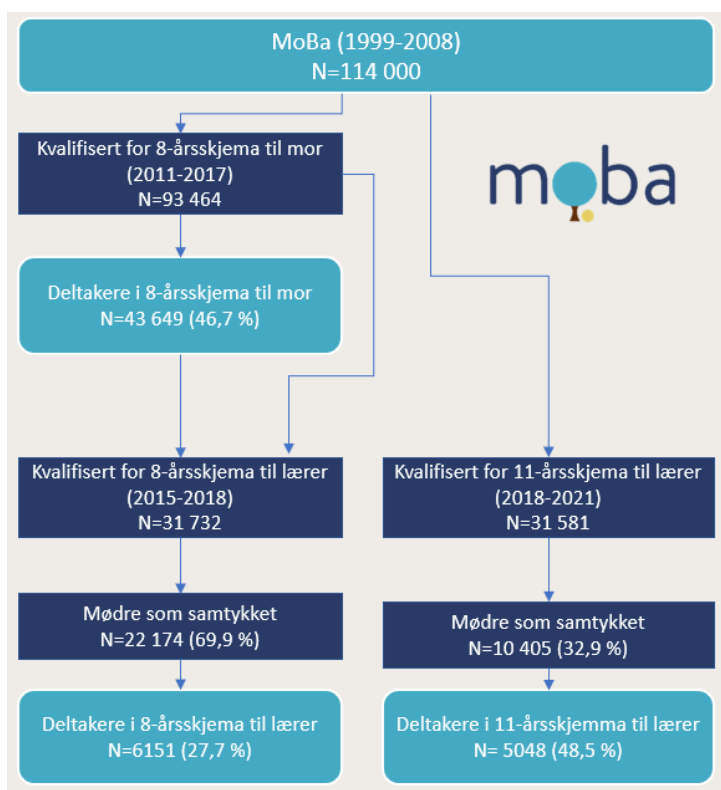 MoBa (1999-2008)
N=114 000
Kvalifisert for 8-årsskjema til mor
(2011-2017)
N=93 464
moba
Deltakere i 8-årsskjema til mor
N=43 649 (46,7 %)
Kvalifisert for 8-årsskjema til lærer
(2015-2018)
N=31 732
Mødre som samtykket
N=22 174 (69,9 %)
Deltakere i 8-årsskjema til lærer
N=6151 (27,7 %)
Kvalifisert for 11-årsskjema til lærer
(2018-2021)
N=31 581
Mødre som samtykket
N=10 405 (32,9 %)
Deltakere i 11-årsskjemma til lærer
N= 5048 (48,5 %)